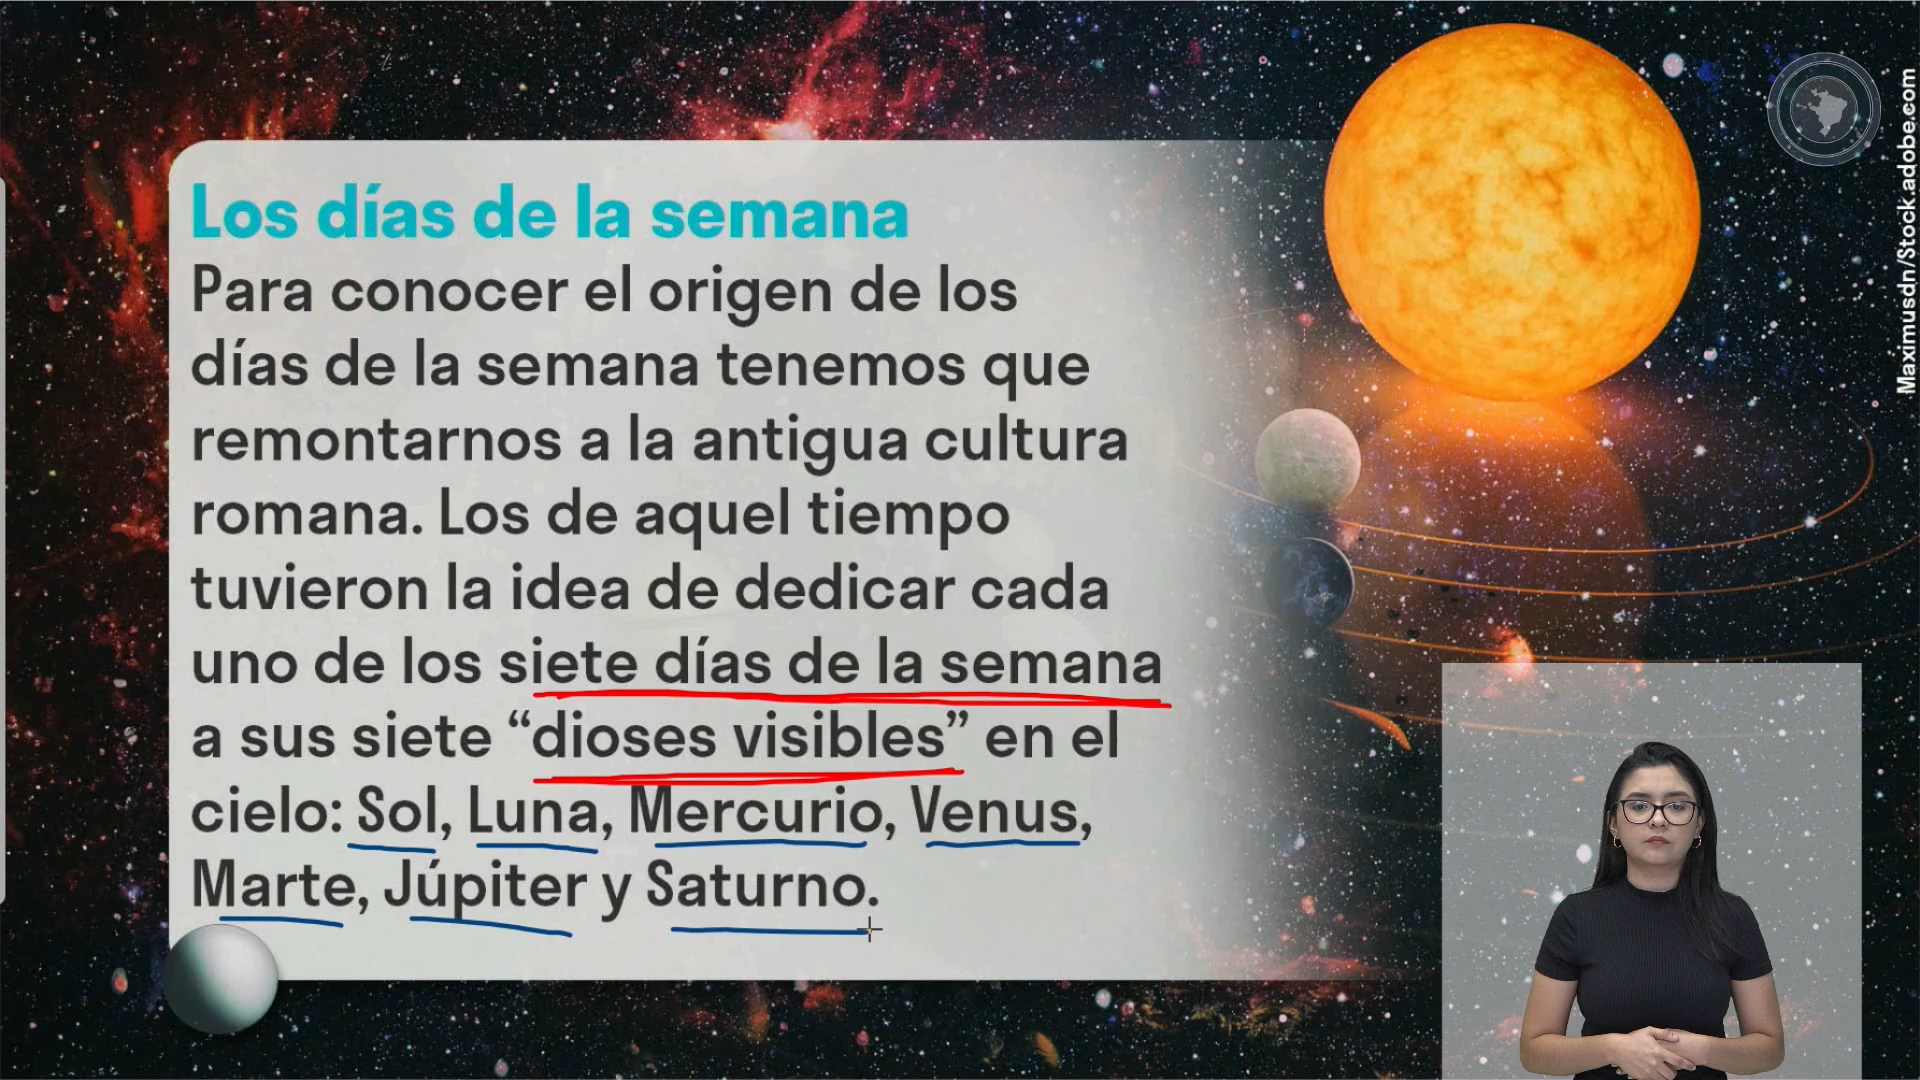 Los días de la semana
Para conocer el origen de los
días de la semana tenemos que
remontarnos a la antigua cultura
romana. Los de aquel tiempo
tuvieron la idea de dedicar cada
uno de los siete días de la semana
a sus siete “dioses visibles” en el
cielo: Sol, Luna, Mercurio, Venus,
Marte, Júpiter y Saturno.
Maximusdn/Stock.adobe.com